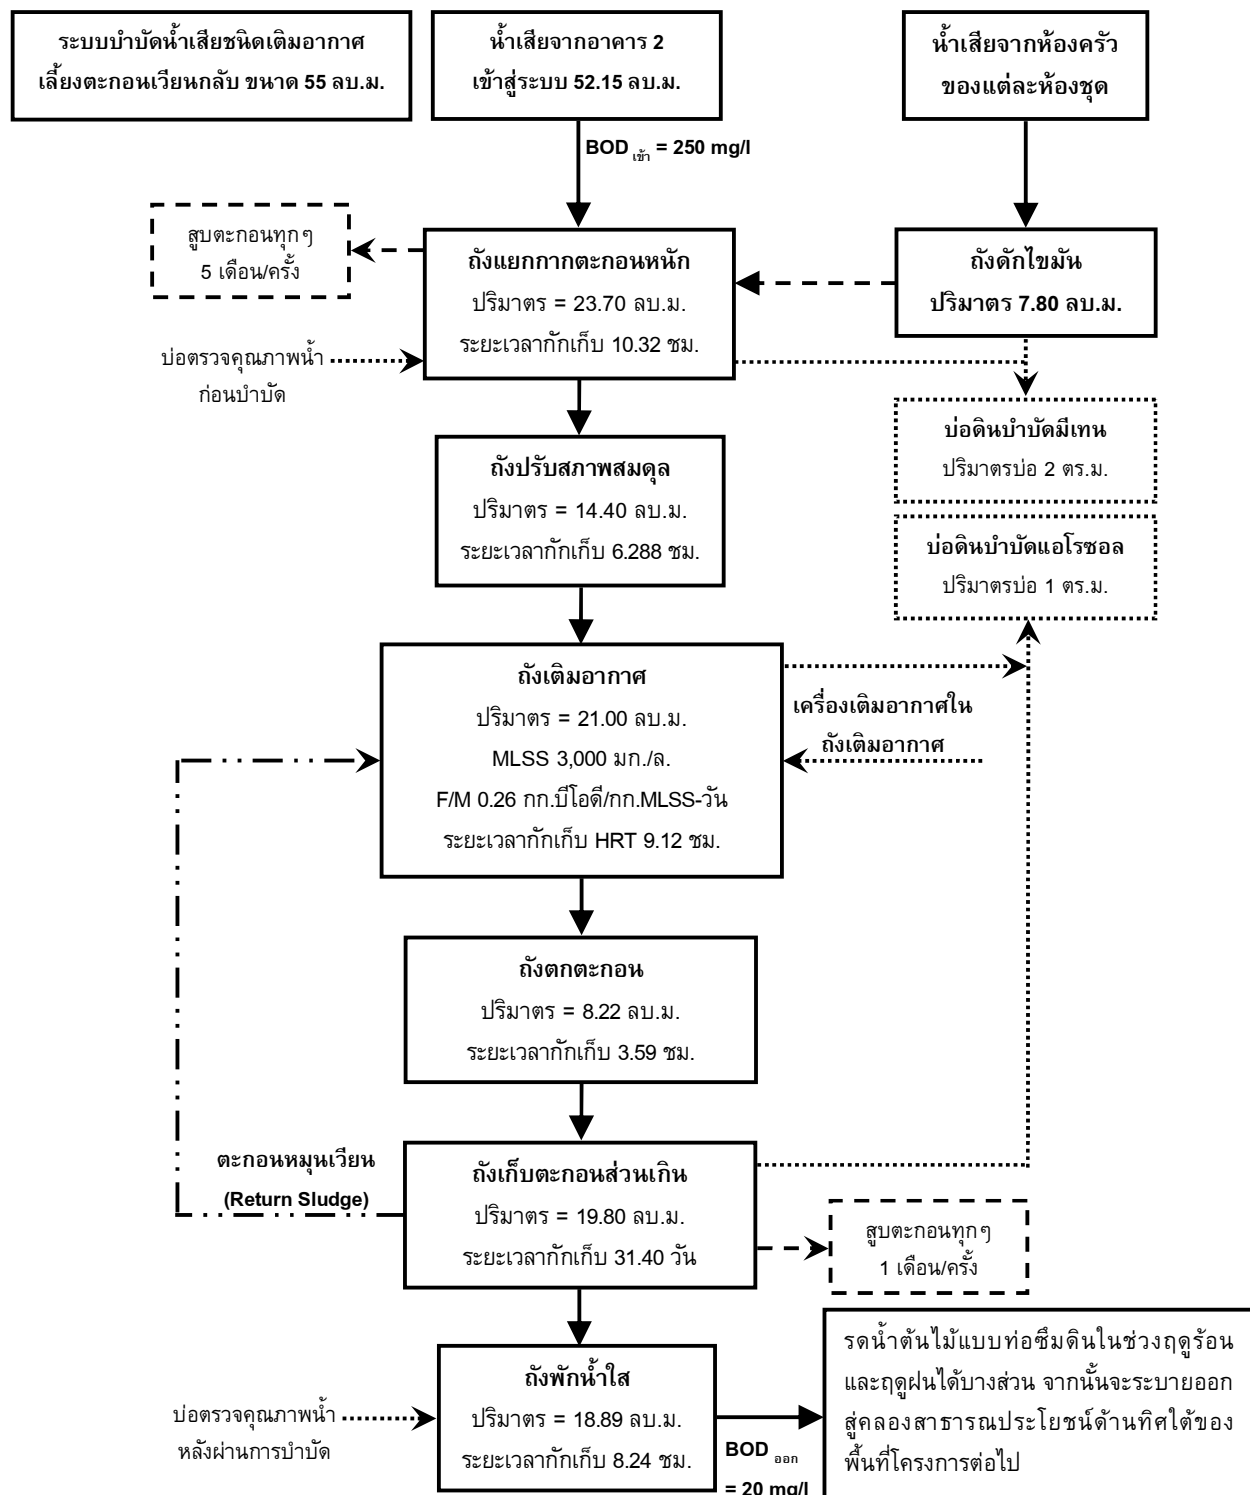 ระบบบำบัดน้ำเสียชนิดเติมอากาศ
เลี้ยงตะกอนเวียนกลับ ขนาด 55 ลบ.ม.
น้ำเสียจากอาคาร 2
เข้าสู่ระบบ 52.15 ลบ.ม.
น้ำเสียจากห้องครัว
ของแต่ละห้องชุด
BOD เข้า = 250 mg/l
สูบตะกอนทุกๆ
5 เดือน/ครั้ง
ถังแยกกากตะกอนหนัก
ปริมาตร = 23.70 ลบ.ม.
ระยะเวลากักเก็บ 10.32 ชม.
ถังดักไขมัน
ปริมาตร 7.80 ลบ.ม.
บ่อตรวจคุณภาพน้ำ
ก่อนบำบัด
บ่อดินบำบัดมีเทน
ปริมาตรบ่อ 2 ตร.ม.
ถังปรับสภาพสมดุล
ปริมาตร = 14.40 ลบ.ม.
ระยะเวลากักเก็บ 6.288 ชม.
บ่อดินบำบัดแอโรซอล
ปริมาตรบ่อ 1 ตร.ม.
ถังเติมอากาศ
ปริมาตร = 21.00 ลบ.ม.
MLSS 3,000 มก./ล.
F/M 0.26 กก.บีโอดี/กก.MLSS-วัน
ระยะเวลากักเก็บ HRT 9.12 ชม.
เครื่องเติมอากาศใน
ถังเติมอากาศ
ถังตกตะกอน
ปริมาตร = 8.22 ลบ.ม.
ระยะเวลากักเก็บ 3.59 ชม.
ตะกอนหมุนเวียน
(Return Sludge)
ถังเก็บตะกอนส่วนเกิน
ปริมาตร = 19.80 ลบ.ม.
ระยะเวลากักเก็บ 31.40 วัน
สูบตะกอนทุกๆ
1 เดือน/ครั้ง
ถังพักน้ำใส
ปริมาตร = 18.89 ลบ.ม.
ระยะเวลากักเก็บ 8.24 ชม.
บ่อตรวจคุณภาพน้ำ
หลังผ่านการบำบัด
BOD ออก
= 20 mg/l
รดน้ำต้นไม้แบบท่อซึมดินในช่วงฤดูร้อน
และฤดูฝนได้บางส่วน จากนั้นจะระบายออก
สู่คลองสาธารณประโยชน์ด้านทิศใต้ของ
พื้นที่โครงการต่อไป